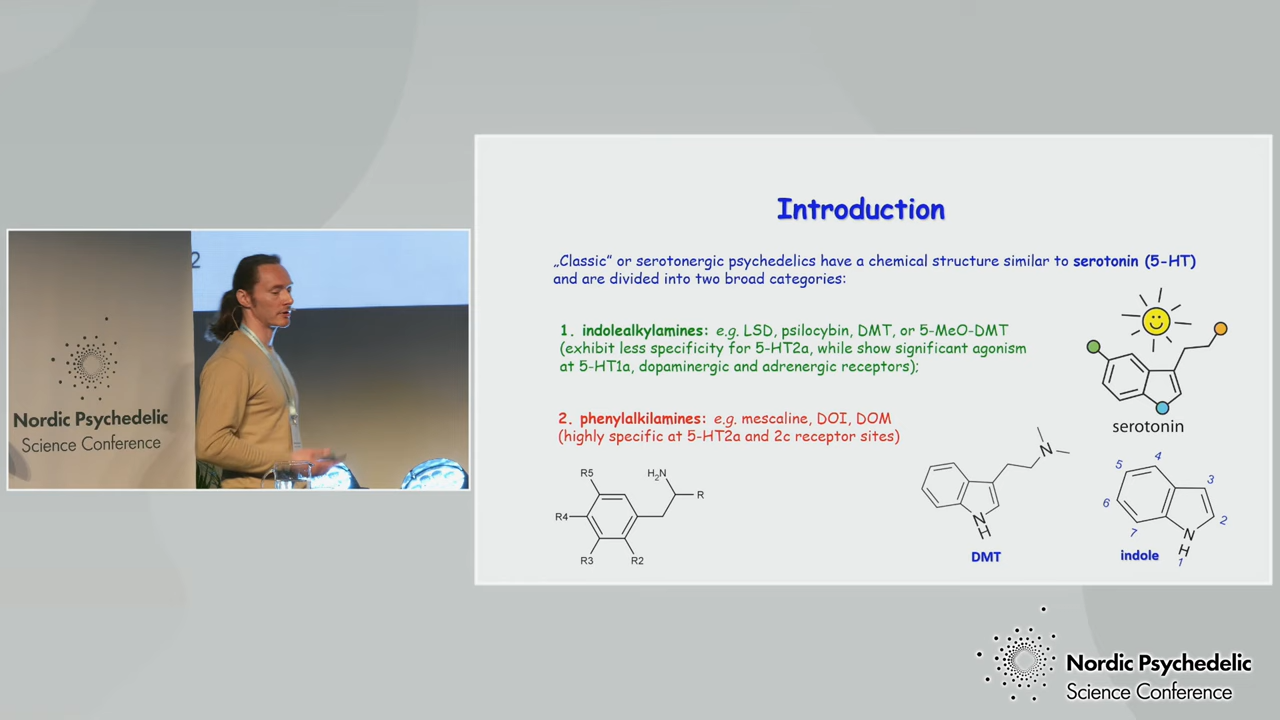 2
Nordic Psychedelic
Science Conference
Introduction
„Classic” or serotonergic psychedelics have a chemical structure similar to serotonin (5-HT)
and are divided into two broad categories:
1. indolealkylamines: e.g. LSD, psilocybin, DMT, or 5-MeO-DMT
(exhibit less specificity for 5-HT2a, while show significant agonism
at 5-HT1a, dopaminergic and adrenergic receptors);
2. phenylalkilamines: e.g. mescaline, DOI, DOM
(highly specific at 5-HT2a and 2c receptor sites)
serotonin
R5
H2N
R
R4
R3
R2
N
N
H
DMT
4
5
3
6
2
7
N
H
1
indole
Nordic Psychedelic
Science Conference